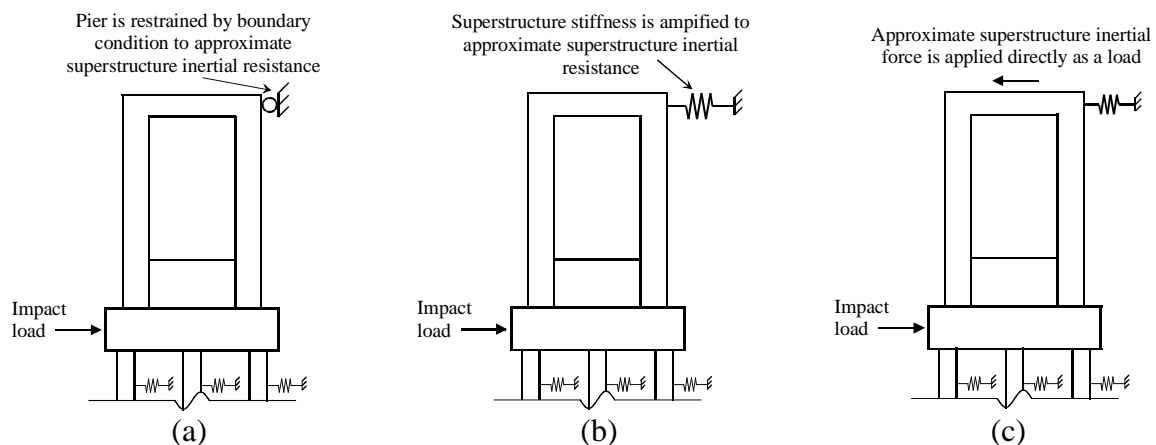 Pier is restrained by boundary
condition to approximate
superstructure inertial resistance
Superstructure stiffness is ampified to
approximate superstructure inertial
resistance
Approximate superstructure inertial
force is applied directly as a load
Impact
load
Impact
load
Impact
load
(a)
(b)
(c)